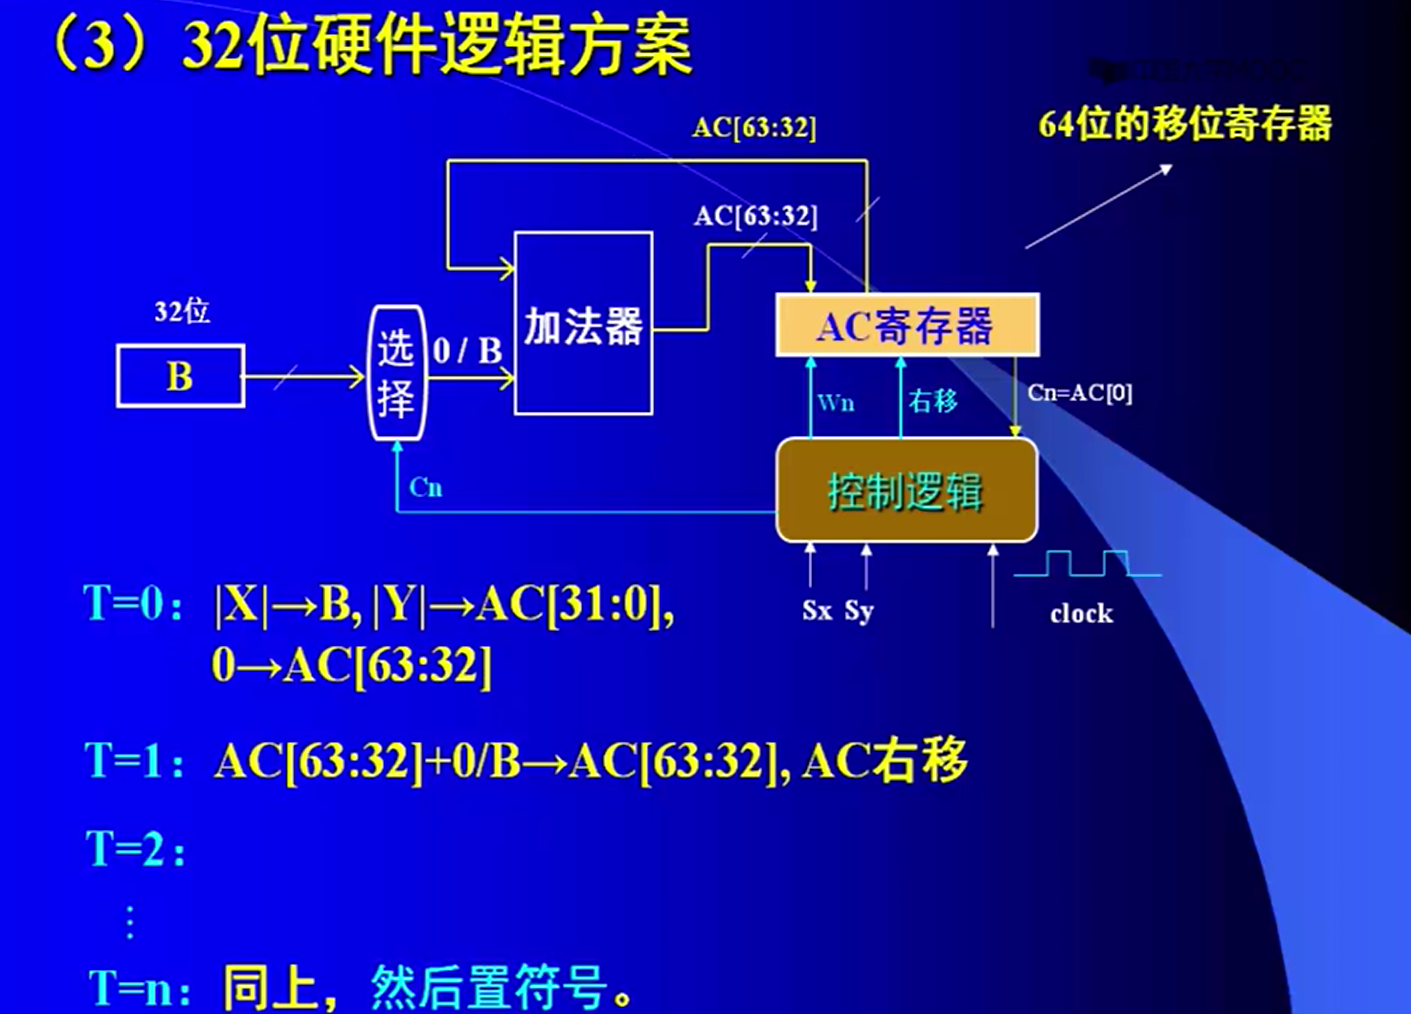 (3)32位硬件逻辑方案
64位的移位寄存器
AC[63:32]
AC[63:32]
32位
B
选择
0 / B
加法器
AC寄存器
Wn
右移
Cn=AC[0]
Cn
控制逻辑
Sx Sy
clock
T=0: |X|→B, |Y|→AC[31:0],
0→AC[63:32]
T=1: AC[63:32]+0/B→AC[63:32], AC右移
T=2:
⋮
T=n: 同上，然后置符号。